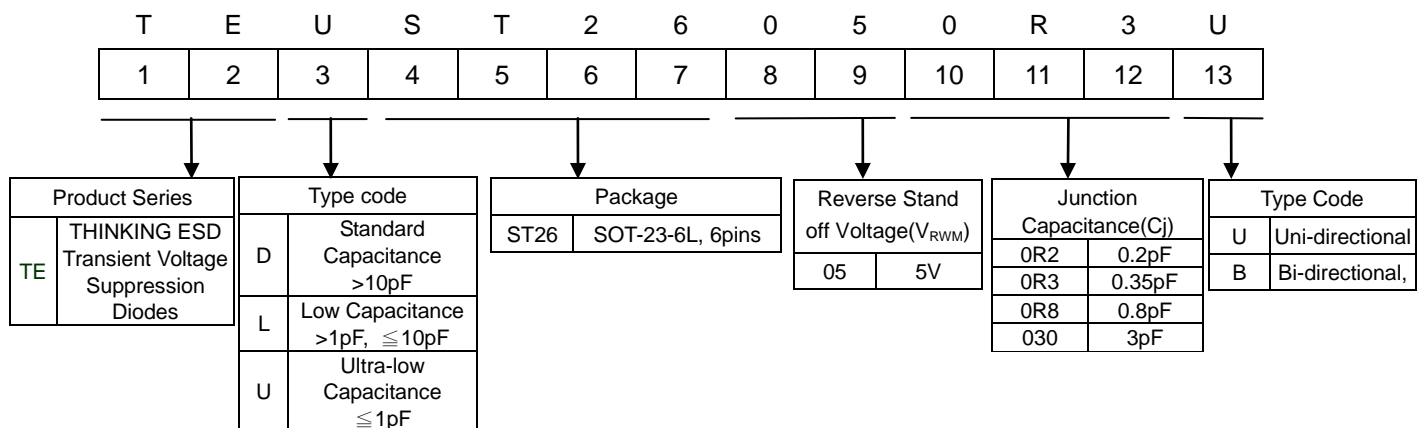 T E U S T 2 6 0 5 0 R 3 U
1 2 3 4 5 6 7 8 9 10 11 12 13
Product Series
TE
THINKING ESD
Transient Voltage
Suppression
Diodes
Type code
D
Standard
Capacitance
>10pF
L
Low Capacitance
>1pF, ≦10pF
U
Ultra-low
Capacitance
≦1pF
Package
ST26 SOT-23-6L, 6pins
Reverse Stand
off Voltage(VRWM)
05 5V
Junction
Capacitance(Cj)
0R2 0.2pF
0R3 0.35pF
0R8 0.8pF
030 3pF
Type Code
U Uni-directional
B Bi-directional,